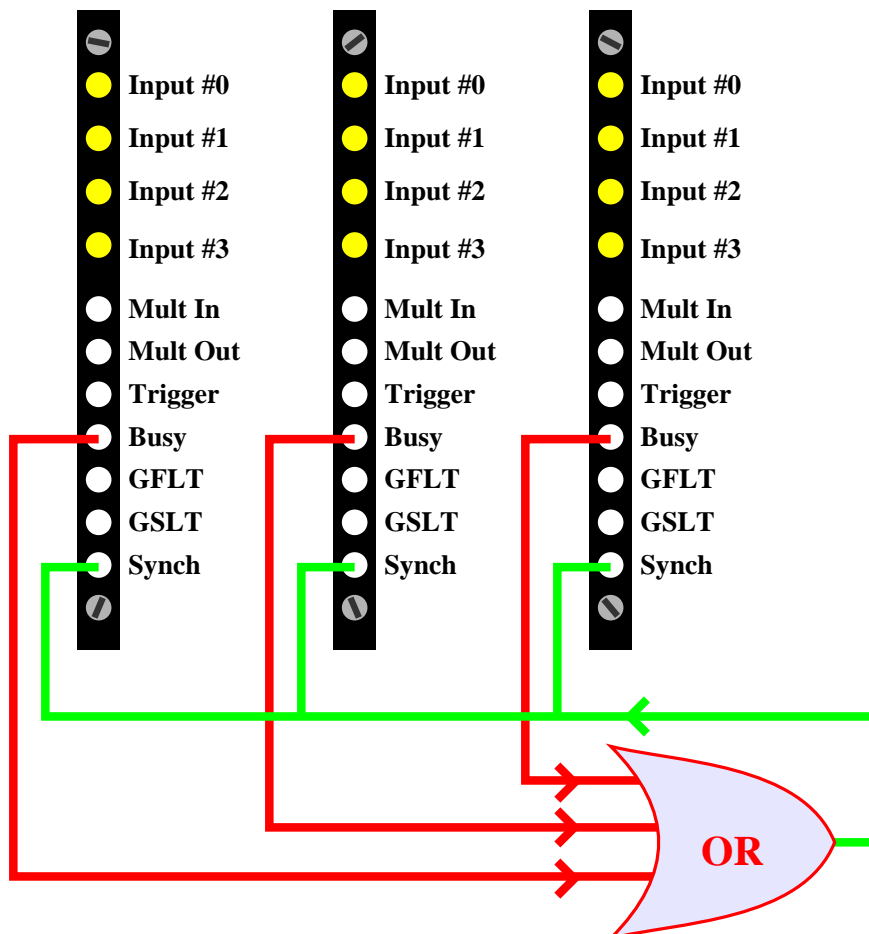 Input #0 Input #0 Input #0
Input #1 Input #1 Input #1
Input #2 Input #2 Input #2
Input #3 Input #3 Input #3
Mult In Mult In Mult In
Mult Out Mult Out Mult Out
Trigger Trigger Trigger
Busy Busy Busy
GFLT GFLT GFLT
GSLT GSLT GSLT
Synch Synch Synch
OR